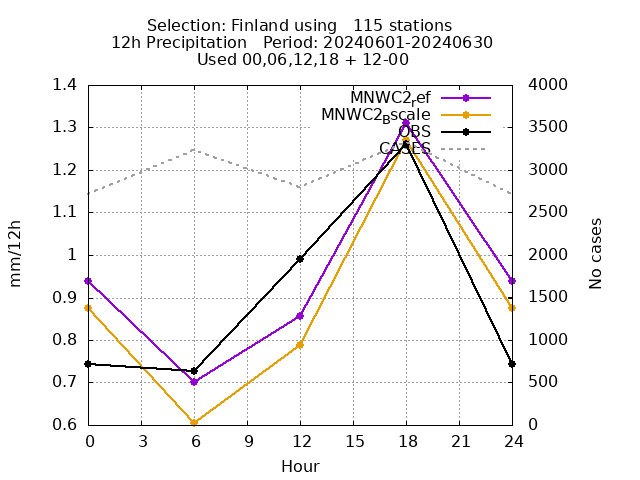 Selection: Finland using   115 stations
12h Precipitation   Period: 20240601-20240630
Used 00,06,12,18 + 12-00
1.4
1.3
1.2
1.1
1
0.9
0.8
0.7
0.6
4000
3500
3000
2500
2000
1500
1000
500
0
MNWC2ref
MNWC2Bscale
OBS
CASES
mm/12h
No cases
0 3 6 9 12 15 18 21 24
Hour